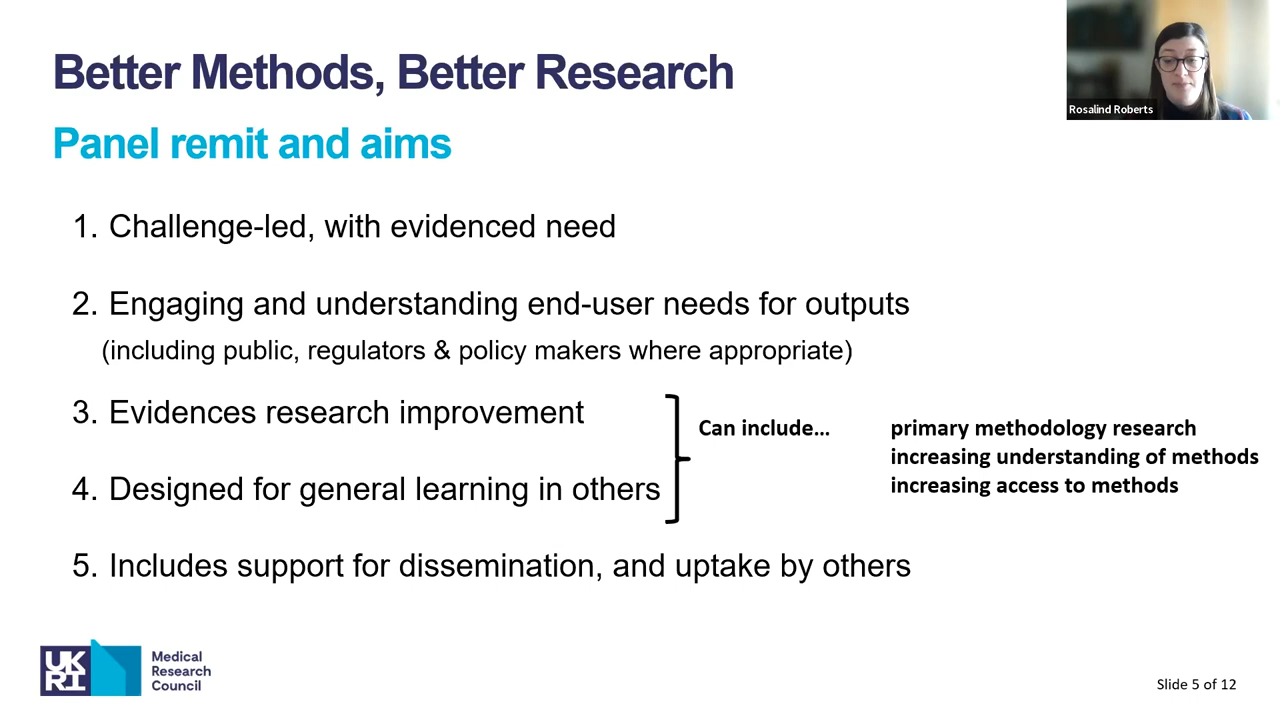 Better Methods, Better Research
Rosalind Roberts
Panel remit and aims
1. Challenge-led, with evidenced need
2. Engaging and understanding end-user needs for outputs
(including public, regulators & policy makers where appropriate)
3. Evidences research improvement
4. Designed for general learning in others
Can include...
primary methodology research
increasing understanding of methods
increasing access to methods
5. Includes support for dissemination, and uptake by others
UK
RI
Medical
Research
Council
Slide 5 of 12